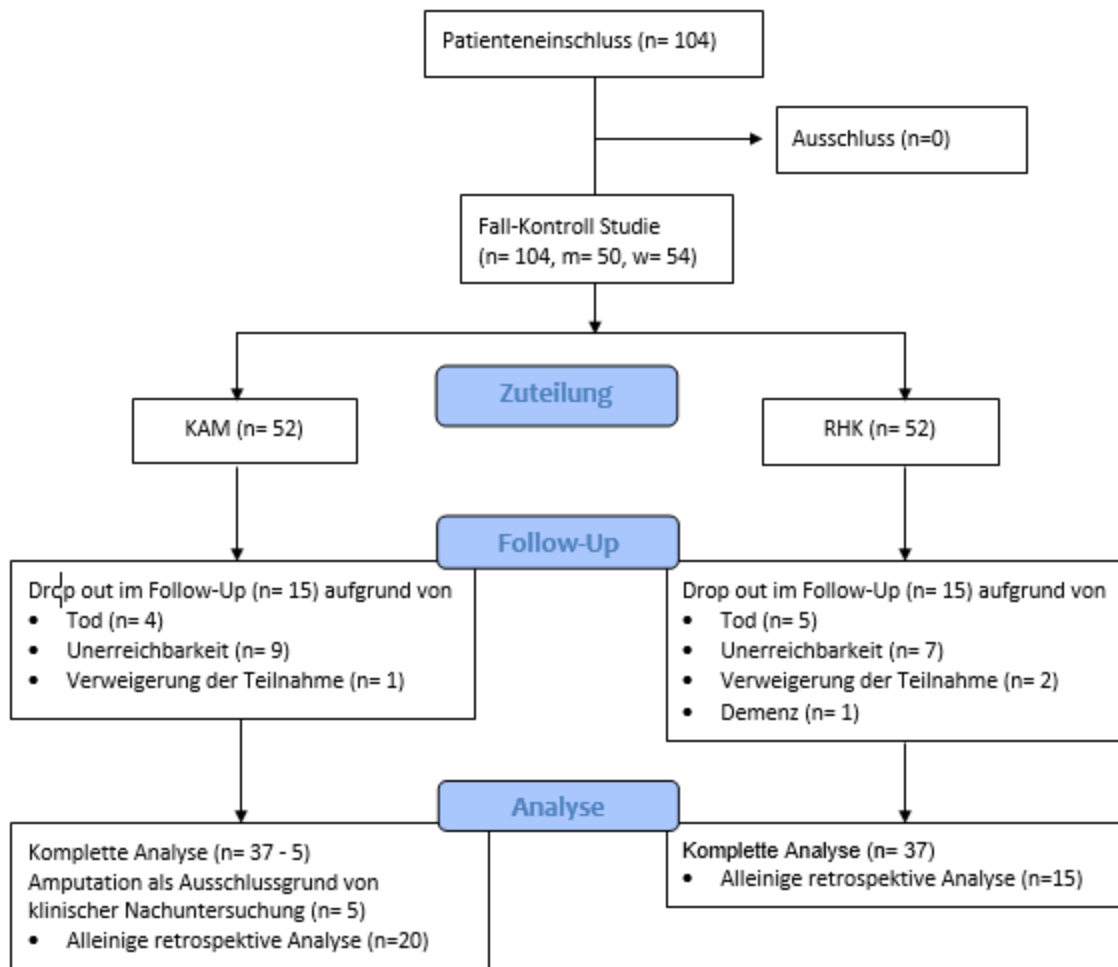 Patienteneinschluss (n= 104)
Ausschluss (n=0)
Fall-Kontroll Studie
(n= 104, m= 50, w= 54)
Zuteilung
KAM (n= 52)
RHK (n= 52)
Follow-Up
Drop out im Follow-Up (n= 15) aufgrund von
• Tod (n= 4)
• Unerreichbarkeit (n= 9)
• Verweigerung der Teilnahme (n= 1)
Drop out im Follow-Up (n= 15) aufgrund von
• Tod (n= 5)
• Unerreichbarkeit (n= 7)
• Verweigerung der Teilnahme (n= 2)
• Demenz (n= 1)
Analyse
Komplette Analyse (n= 37 - 5)
Amputation als Ausschlussgrund von
klinischer Nachuntersuchung (n= 5)
• Alleinige retrospektive Analyse (n=20)
Komplette Analyse (n= 37)
• Alleinige retrospektive Analyse (n=15)